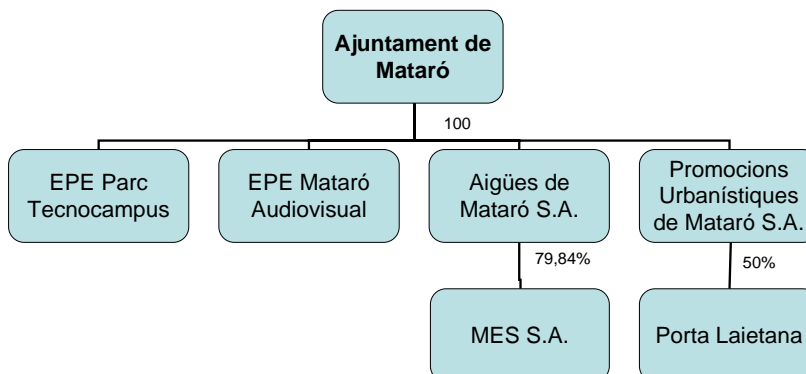 Ajuntament de
Mataró
100
EPE Parc
Tecnocampus
EPE Mataró
Audiovisual
Aigües de
Mataró S.A.
Promocions
Urbanístiques
de Mataró S.A.
79,84%
50%
MES S.A.
Porta Laietana